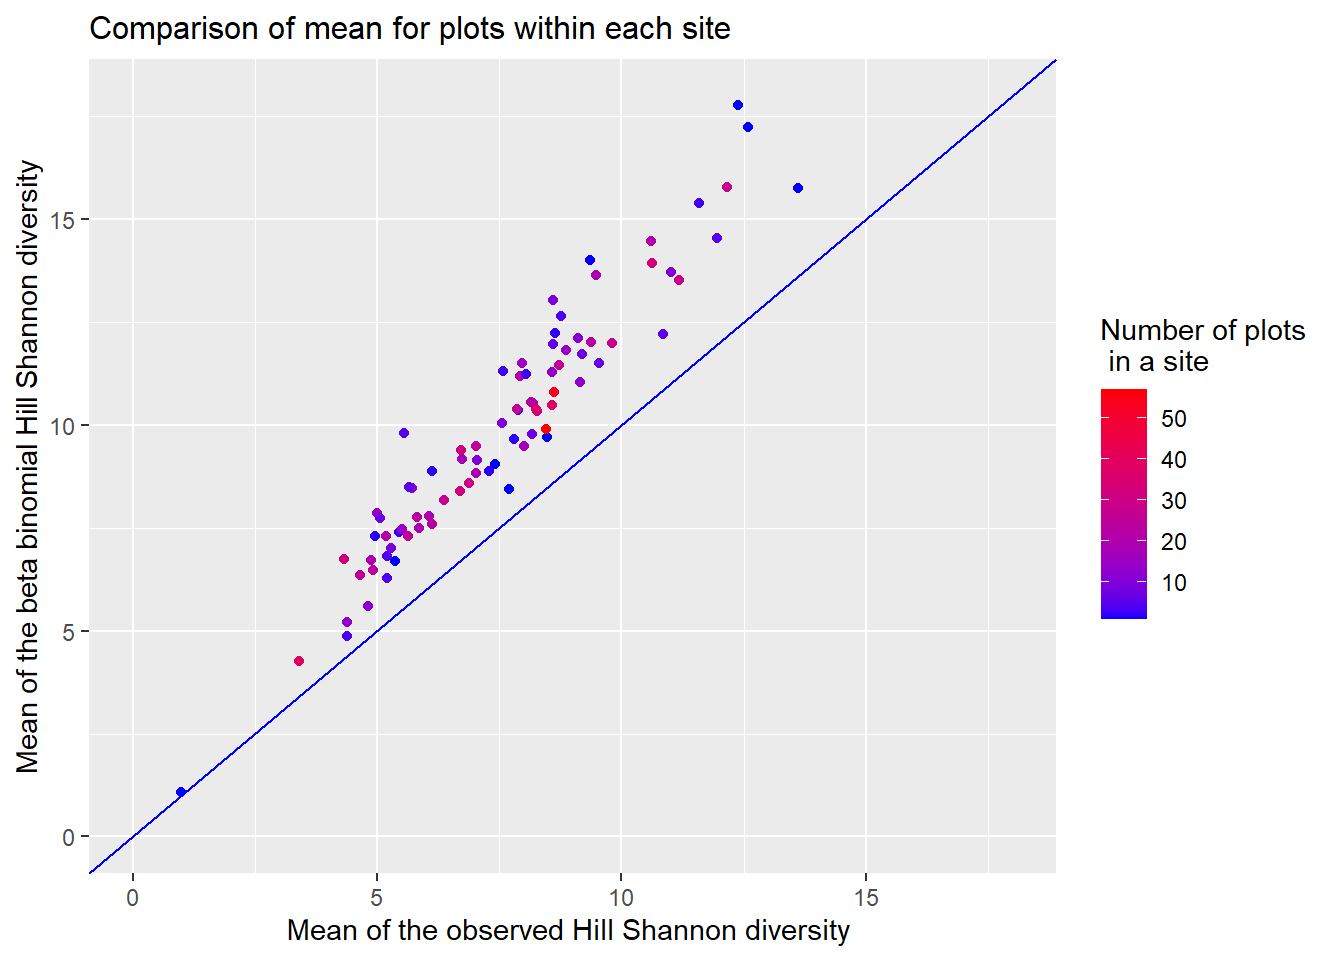 Comparison of mean for plots within each site
Mean of the beta binomial Hill Shannon diversity
15
10
5
0
0
5
10
15
Mean of the observed Hill Shannon diversity
Number of plots
in a site
50
40
30
20
10